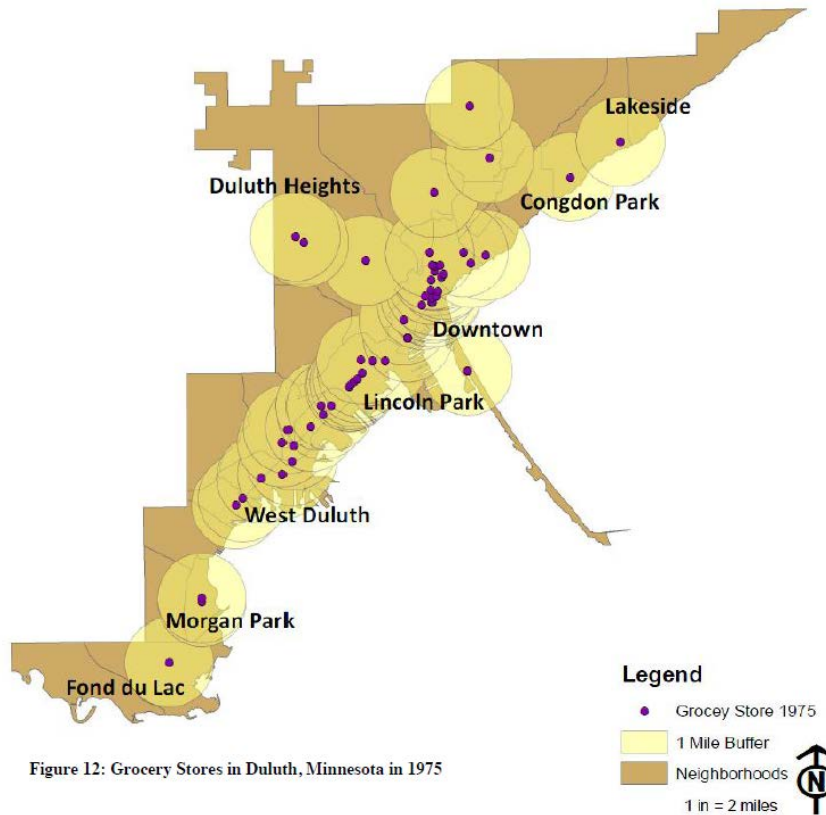 Lakeside
Duluth Heights
Congdon Park
Downtown
Lincoln Park
West Duluth
Morgan Park
Fond du Lac
Legend
Grocey Store 1975
1 Mile Buffer
Neighborhoods
1 in = 2 miles
N
Figure 12: Grocery Stores in Duluth, Minnesota in 1975